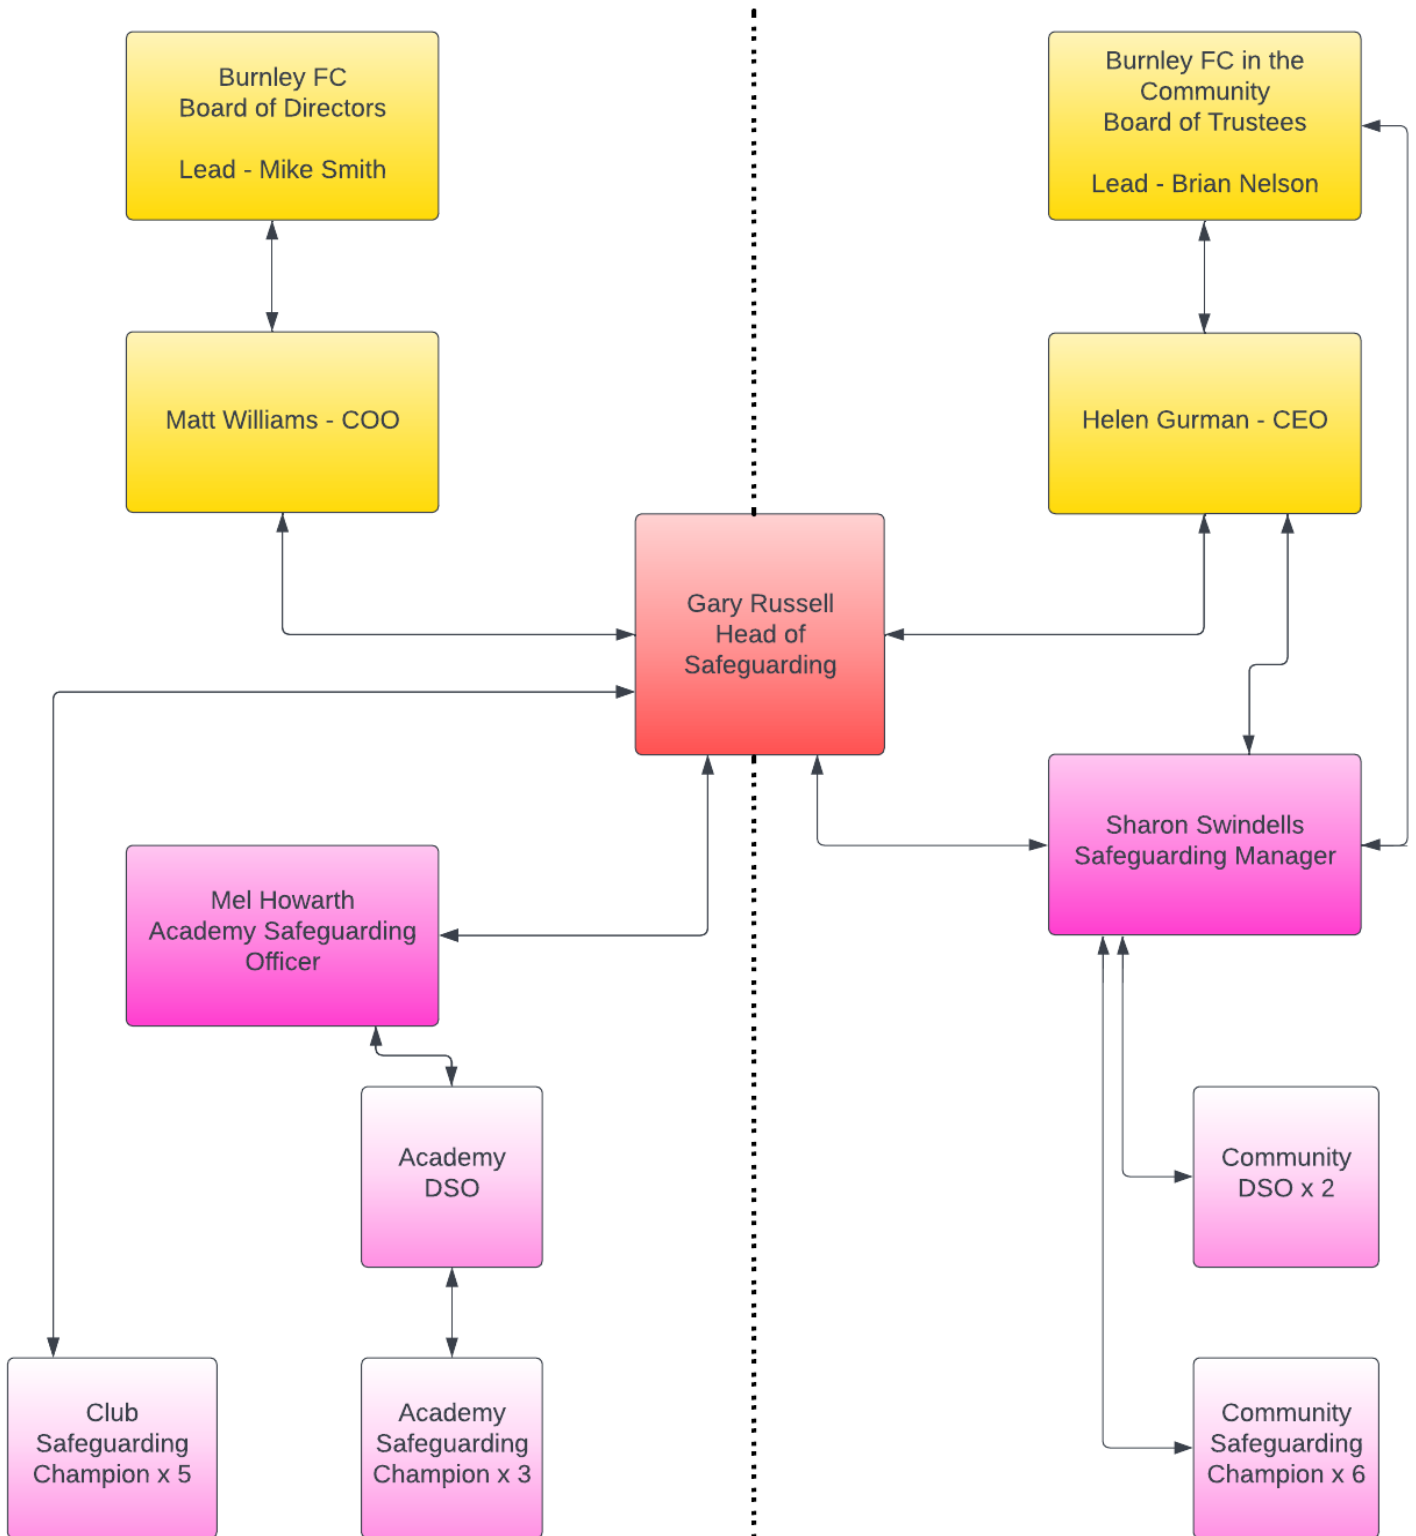 Burnley FC
Board of Directors
Lead - Mike Smith
Burnley FC in the
Community
Board of Trustees
Lead - Brian Nelson
Matt Williams - COO
Helen Gurman - CEO
Gary Russell
Head of
Safeguarding
Sharon Swindells
Safeguarding Manager
Mel Howarth
Academy Safeguarding
Officer
Academy
DSO
Community
DSO x 2
Club
Safeguarding
Champion x 5
Academy
Safeguarding
Champion x 3
Community
Safeguarding
Champion x 6